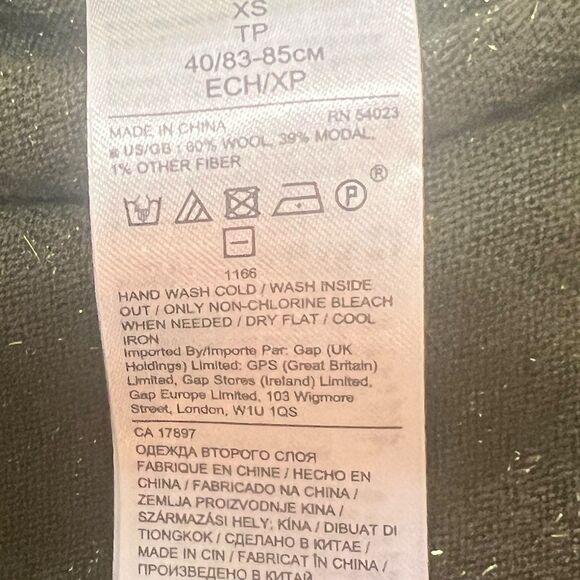 XS
TP
40/83-85CM
ECH/XP
RN 54023
MADE IN CHINA
US/GB : 60% WOOL, 39% MODAL,
1% OTHER FIBER
P ®
1166
HAND WASH COLD / WASH INSIDE
OUT / ONLY NON-CHLORINE BLEACH
WHEN NEEDED / DRY FLAT / COOL
IRON
Imported By/Importe Par: Gap (UK
Holdings) Limited: GPS (Great Britain)
Limited, Gap Stores (Ireland) Limited,
Gap Europe Limited, 103 Wigmore
Street, London, W1U 1QS
CA 17897
ОДЕЖДА ВТОРОГО СЛОЯ
FABRIQUE EN CHINE / HECHO EN
CHINA / FABRICADO NA CHINA /
ZEMLJA PROIZVODNJE KINA /
SZÁRMAZÁSI HELY: KÍNA / DIBUAT DI
TIONGKOK / СДЕЛАНО В КИТАЕ /
MADE IN CIN / FABRICAT ÎN CHINA /
ПРОИЗВЕДЕНО В КИТАЙ